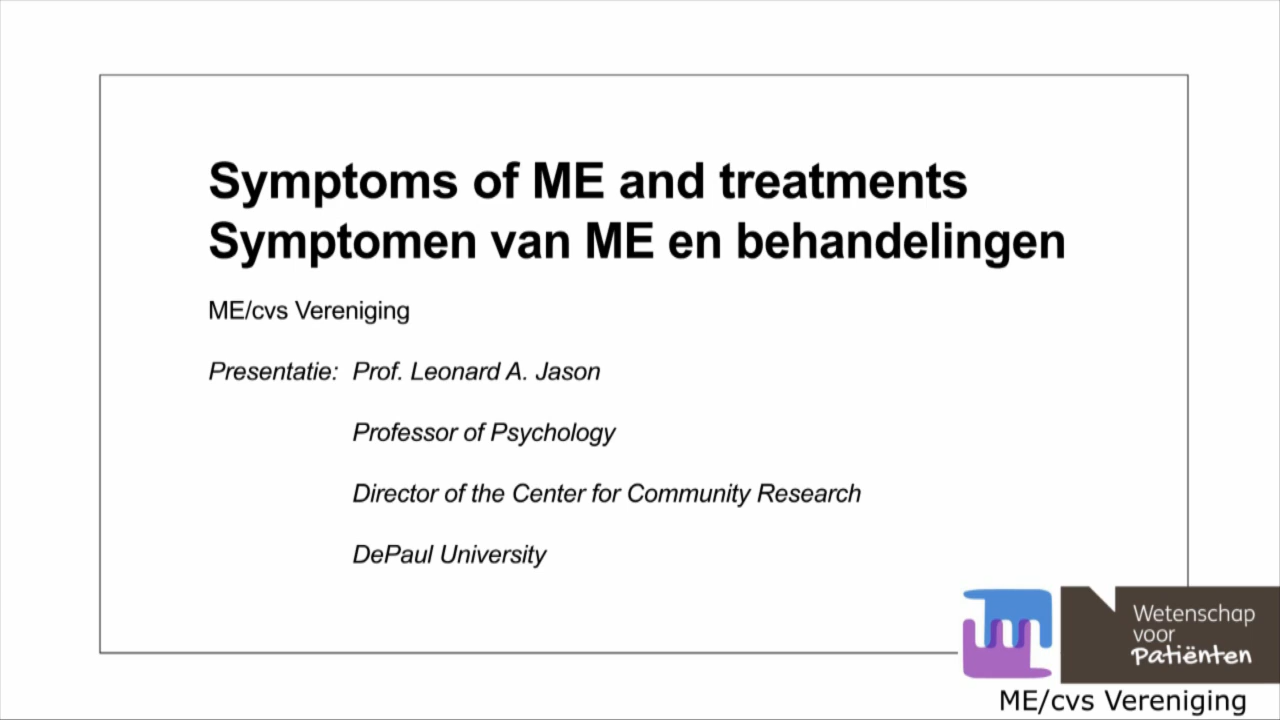 Symptoms of ME and treatments
Symptomen van ME en behandelingen
ME/cvs Vereniging
Presentatie: Prof. Leonard A. Jason
Professor of Psychology
Director of the Center for Community Research
DePaul University
Wetenschap
voor
Patiënten
ME/cvs Vereniging